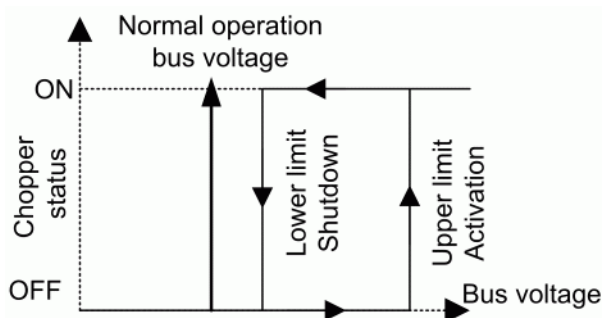 Normal operation
bus voltage
ON
Chopper
status
Lower limit
Shutdown
Upper limit
Activation
OFF
Bus voltage